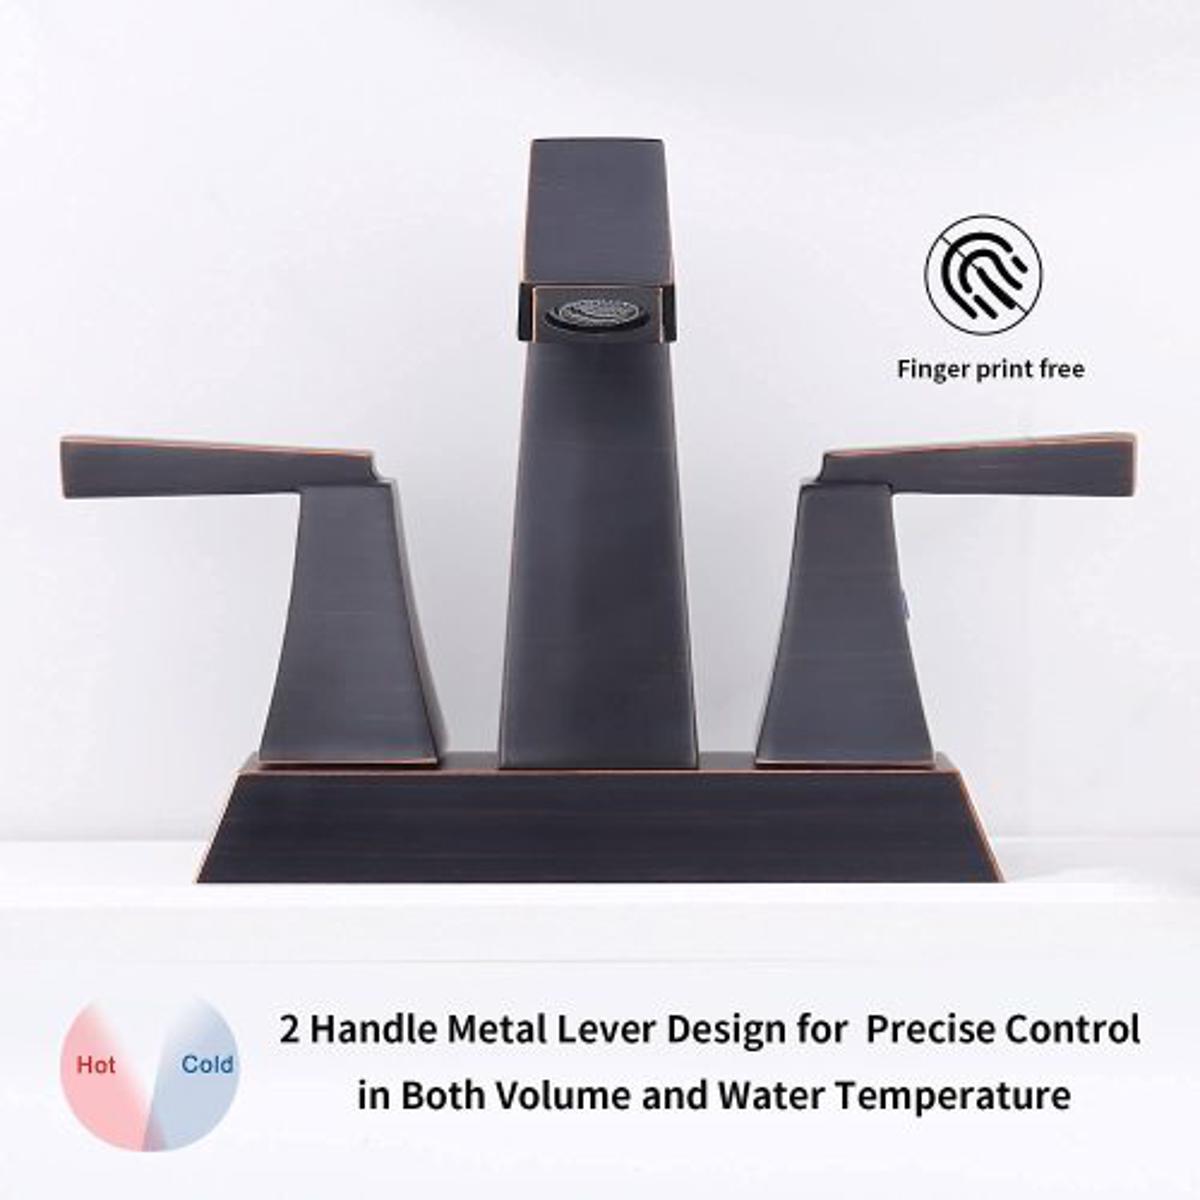 Finger print free
Hot
Cold
2 Handle Metal Lever Design for Precise Control
in Both Volume and Water Temperature